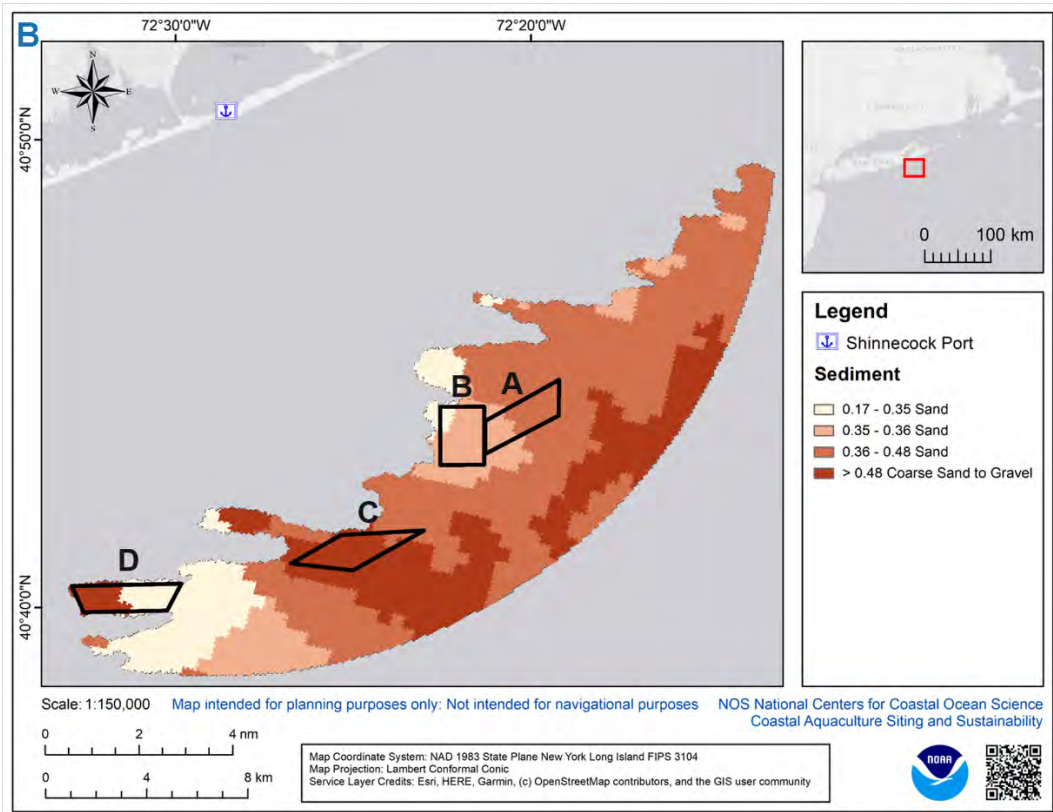 B
72°30'0"W
72°20'0"W
N
W
E
S
40°50'0"N
40°40'0"N
B
A
C
D
0 100 km
Legend
Shinnecock Port
Sediment
0.17 - 0.35 Sand
0.35 - 0.36 Sand
0.36 - 0.48 Sand
> 0.48 Coarse Sand to Gravel
Scale: 1:150,000 Map intended for planning purposes only: Not intended for navigational purposes NOS National Centers for Coastal Ocean Science
Coastal Aquaculture Siting and Sustainability
0 2 4 nm
0 4 8 km
Map Coordinate System: NAD 1983 State Plane New York Long Island FIPS 3104
Map Projection: Lambert Conformal Conic
Service Layer Credits: Esri, HERE, Garmin, (c) OpenStreetMap contributors, and the GIS user community
NOAA